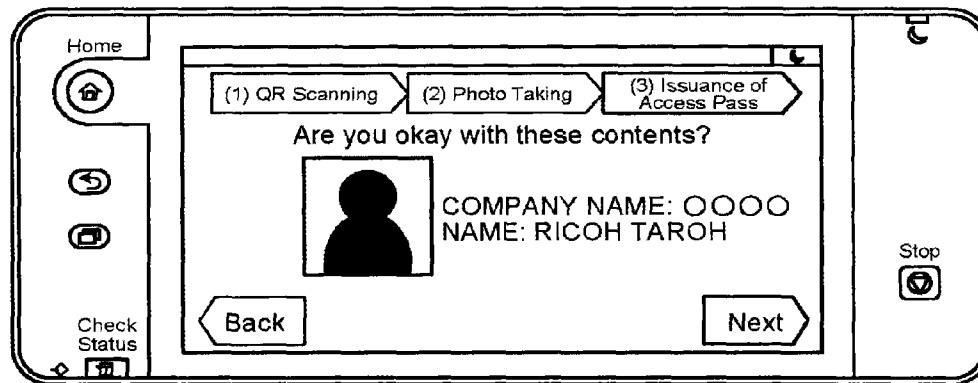 Home
(1) QR Scanning
(2) Photo Taking
(3) Issuance of
Access Pass
Are you okay with these contents?
COMPANY NAME: ○○○○
NAME: RICOH TAROH
Back
Next
Check
Status
Stop